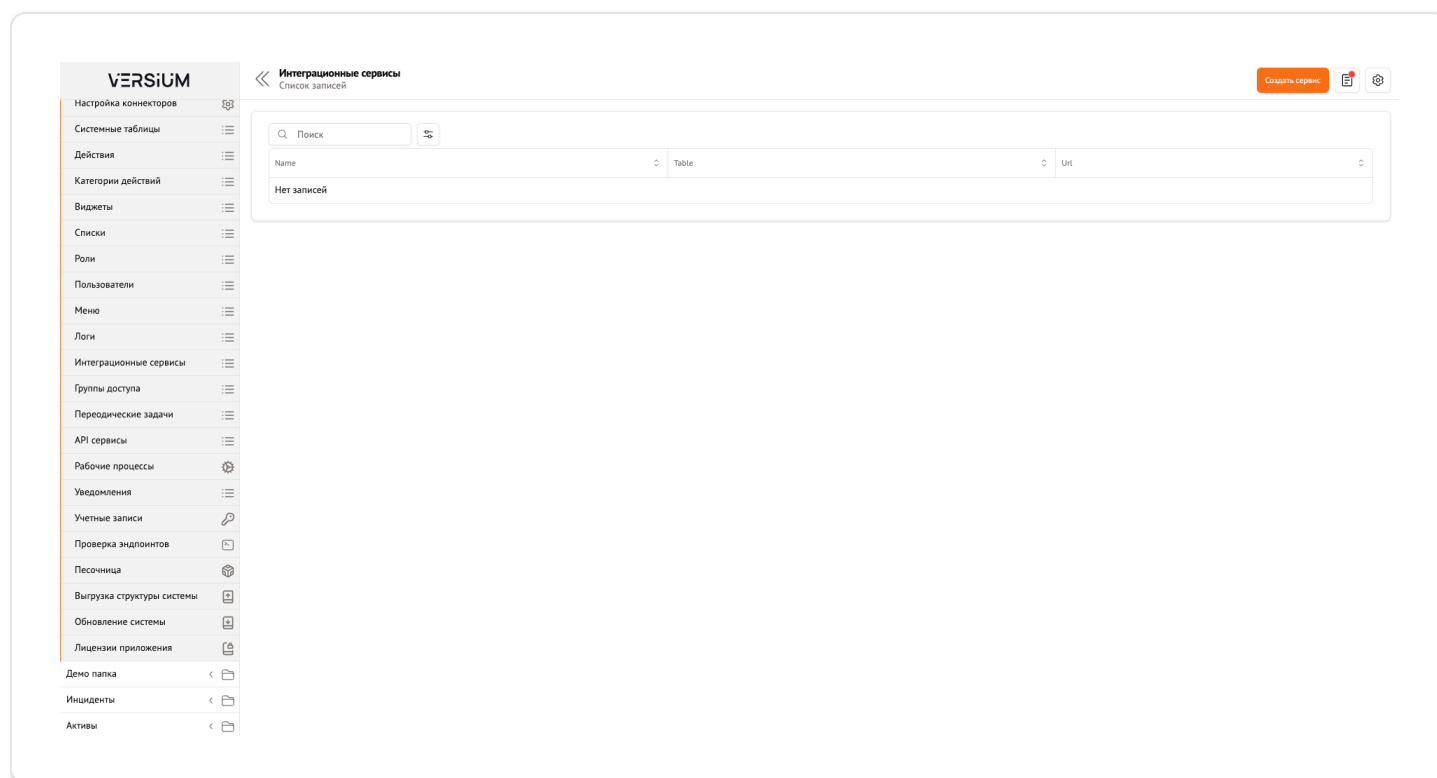 VERSIUM
Интеграционные сервисы
Список записей
Создать сервис
Настройка коннекторов
Системные таблицы
Действия
Категории действий
Виджеты
Списки
Роли
Пользователи
Меню
Логи
Интеграционные сервисы
Группы доступа
Переодические задачи
API сервисы
Рабочие процессы
Уведомления
Учетные записи
Проверка эндпоинтов
Песочница
Выгрузка структуры системы
Обновление системы
Лицензии приложения
Демо папка
Инциденты
Активы
Поиск
Name Table Url
Нет записей